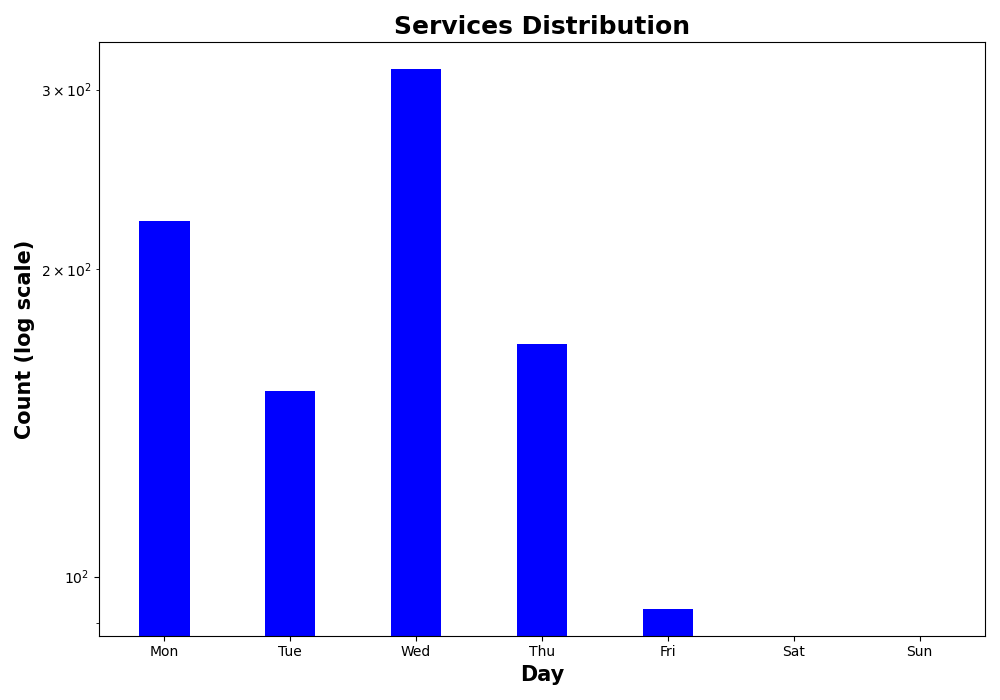 Services Distribution
Count (log scale)
3 × 10²
2 × 10²
10²
Mon Tue Wed Thu Fri Sat Sun
Day